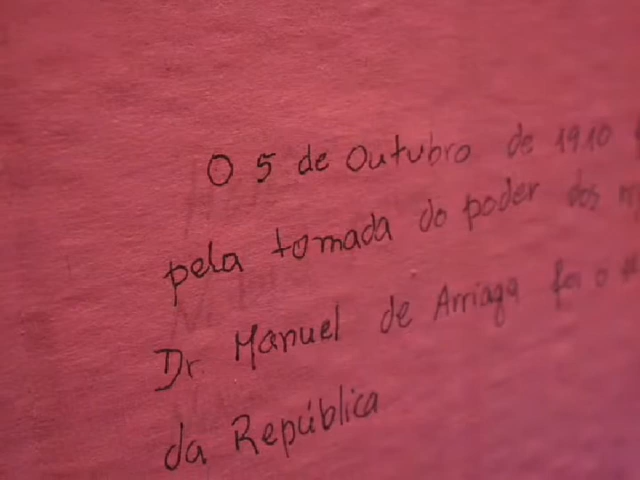 O 5 de Outubro de 1910
pela tomada do poder dos
Dr. Manuel de Arriaga foi o
da República